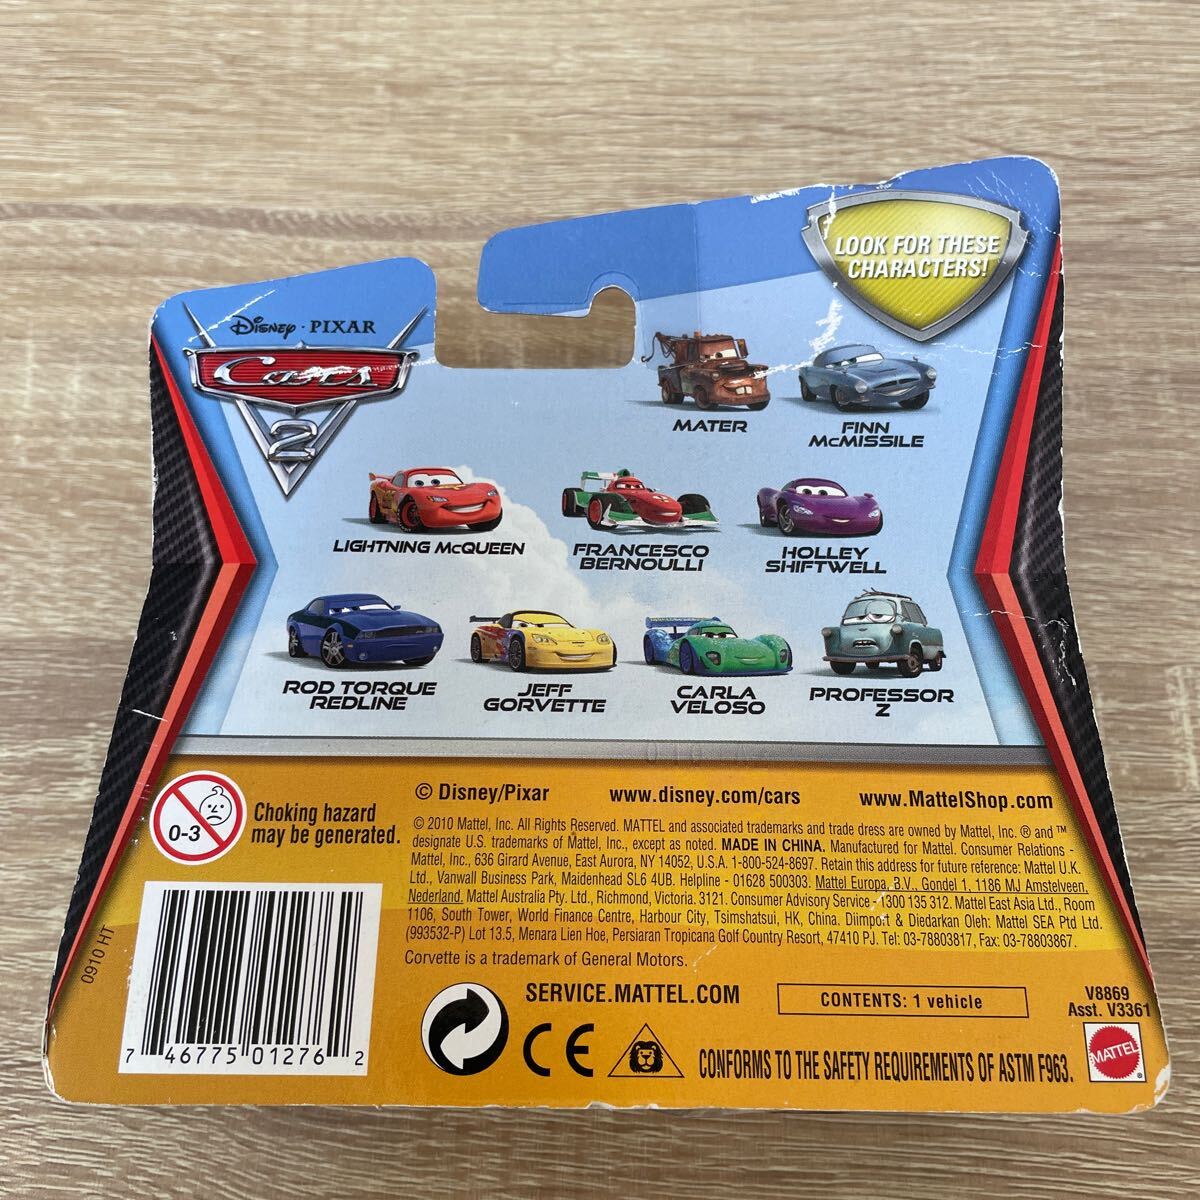 LOOK FOR THESE
CHARACTERS!
Disney · PIXAR
Cars
2
MATER
FINN
McMISSILE
LIGHTNING McQUEEN
FRANCESCO
BERNOULLI
HOLLEY
SHIFTWELL
ROD TORQUE
REDLINE
JEFF
GORVETTE
CARLA
VELOSO
PROFESSOR
Z
0-3
Choking hazard
may be generated.
© Disney/Pixar
www.disney.com/cars
www.MattelShop.com
© 2010 Mattel, Inc. All Rights Reserved. MATTEL and associated trademarks and trade dress are owned by Mattel, Inc. ® and ™
designate U.S. trademarks of Mattel, Inc., except as noted. MADE IN CHINA. Manufactured for Mattel. Consumer Relations -
Mattel, Inc., 636 Girard Avenue, East Aurora, NY 14052, U.S.A. 1-800-524-8697. Retain this address for future reference: Mattel U.K.
Ltd., Vanwall Business Park, Maidenhead SL6 4UB. Helpline - 01628 500303. Mattel Europa, B.V., Gondel 1, 1186 MJ Amstelveen,
Nederland. Mattel Australia Pty. Ltd., Richmond, Victoria. 3121. Consumer Advisory Service - 1300 135 312. Mattel East Asia Ltd., Room
1106, South Tower, World Finance Centre, Harbour City, Tsimshatsui, HK, China. Diimport & Diedarkan Oleh: Mattel SEA Ptd Ltd.
(993532-P) Lot 13.5, Menara Lien Hoe, Persiaran Tropicana Golf Country Resort, 47410 PJ. Tel: 03-78803817, Fax: 03-78803867.
Corvette is a trademark of General Motors.
0910 HT
7 46775 01276 2
SERVICE.MATTEL.COM
CONTENTS: 1 vehicle
V8869
Asst. V3361
CE
CONFORMS TO THE SAFETY REQUIREMENTS OF ASTM F963.
MATTEL